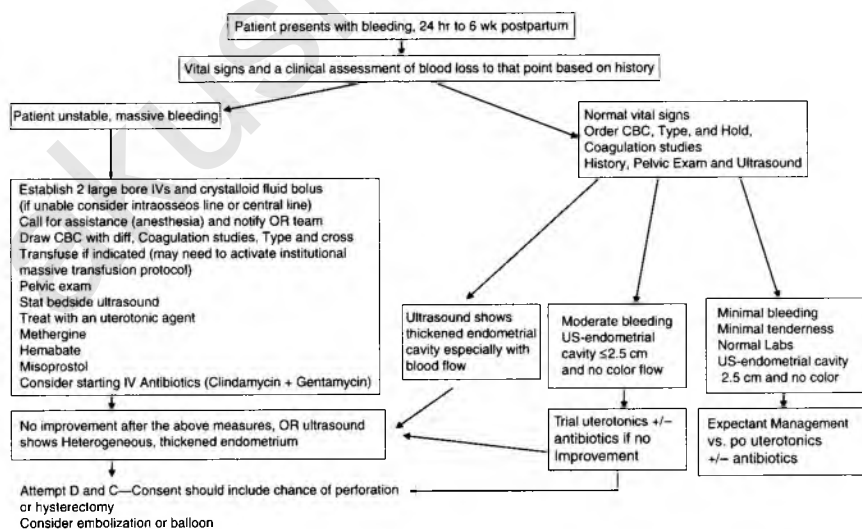 Patient presents with bleeding, 24 hr to 6 wk postpartum
Vital signs and a clinical assessment of blood loss to that point based on history
Patient unstable, massive bleeding
Normal vital signs
Order CBC, Type, and Hold,
Coagulation studies
History, Pelvic Exam and Ultrasound
Establish 2 large bore IVs and crystalloid fluid bolus
(if unable consider intraosseos line or central line)
Call for assistance (anesthesia) and notify OR team
Draw CBC with diff, Coagulation studies, Type and cross
Transfuse if indicated (may need to activate institutional
massive transfusion protocol)
Pelvic exam
Stat bedside ultrasound
Treat with an uterotonic agent
Methergine
Hemabate
Misoprostol
Consider starting IV Antibiotics (Clindamycin + Gentamycin)
Ultrasound shows
thickened endometrial
cavity especially with
blood flow
Moderate bleeding
US-endometrial
cavity ≤2.5 cm
and no color flow
Minimal bleeding
Minimal tenderness
Normal Labs
US-endometrial cavity
2.5 cm and no color
No improvement after the above measures, OR ultrasound
shows Heterogeneous, thickened endometrium
Trial uterotonics +/−
antibiotics if no
Improvement
Expectant Management
vs. po uterotonics
+/− antibiotics
Attempt D and C—Consent should include chance of perforation
or hysterectomy
Consider embolization or balloon